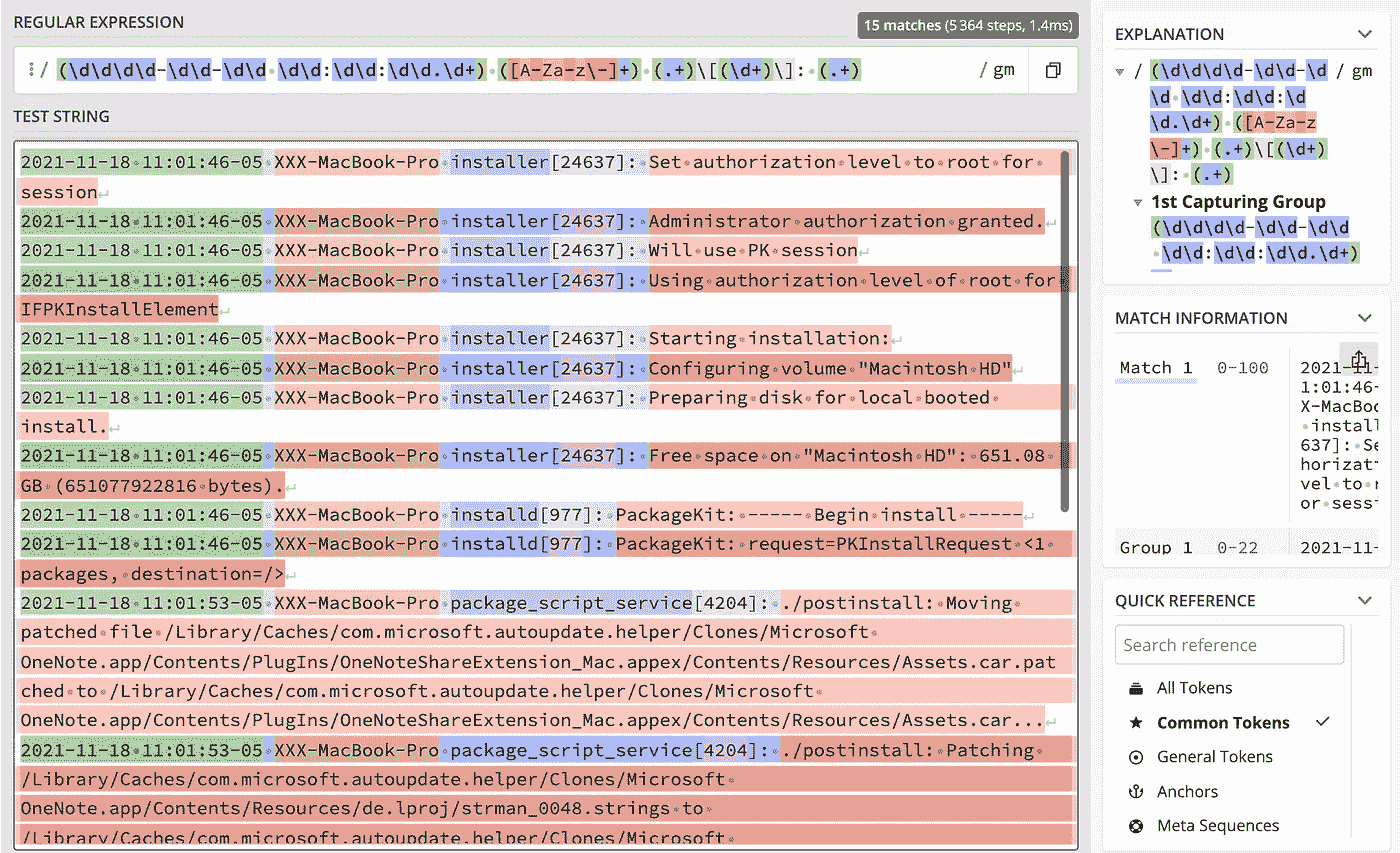 REGULAR EXPRESSION
15 matches (5 364 steps, 1.4ms)
/ (\d\d\d\d-\d\d-\d\d \d\d:\d\d:\d\d.\d+) ([A-Za-z\-]+) (.+)\[(\d+)\]: (.+) / gm
TEST STRING
2021-11-18 11:01:46-05 XXX-MacBook-Pro installer[24637]: Set authorization level to root for
session
2021-11-18 11:01:46-05 XXX-MacBook-Pro installer[24637]: Administrator authorization granted.
2021-11-18 11:01:46-05 XXX-MacBook-Pro installer[24637]: Will use PK session
2021-11-18 11:01:46-05 XXX-MacBook-Pro installer[24637]: Using authorization level of root for
IFPKInstallElement
2021-11-18 11:01:46-05 XXX-MacBook-Pro installer[24637]: Starting installation:
2021-11-18 11:01:46-05 XXX-MacBook-Pro installer[24637]: Configuring volume "Macintosh HD"
2021-11-18 11:01:46-05 XXX-MacBook-Pro installer[24637]: Preparing disk for local booted
install.
2021-11-18 11:01:46-05 XXX-MacBook-Pro installer[24637]: Free space on "Macintosh HD": 651.08
GB (651077922816 bytes).
2021-11-18 11:01:46-05 XXX-MacBook-Pro installd[977]: PackageKit: ----- Begin install -----
2021-11-18 11:01:46-05 XXX-MacBook-Pro installd[977]: PackageKit: request=PKInstallRequest <1
packages, destination=/>
2021-11-18 11:01:53-05 XXX-MacBook-Pro package_script_service[4204]: ./postinstall: Moving
patched file /Library/Caches/com.microsoft.autoupdate.helper/Clones/Microsoft
OneNote.app/Contents/PlugIns/OneNoteShareExtension_Mac.appex/Contents/Resources/Assets.car.pat
ched to /Library/Caches/com.microsoft.autoupdate.helper/Clones/Microsoft
OneNote.app/Contents/PlugIns/OneNoteShareExtension_Mac.appex/Contents/Resources/Assets.car...
2021-11-18 11:01:53-05 XXX-MacBook-Pro package_script_service[4204]: ./postinstall: Patching
/Library/Caches/com.microsoft.autoupdate.helper/Clones/Microsoft
OneNote.app/Contents/Resources/de.lproj/strman_0048.strings to
/Library/Caches/com.microsoft.autoupdate.helper/Clones/Microsoft
EXPLANATION
/ (\d\d\d\d-\d\d-\d / gm
\d \d\d:\d\d:\d
\d.\d+) ([A-Za-z
\-]+) (.+)\[(\d+)
\]: (.+)
1st Capturing Group
(\d\d\d\d-\d\d-\d\d
\d\d:\d\d:\d\d.\d+)
MATCH INFORMATION
Match 1 0-100 2021-11-
1:01:46-
X-MacBoo
install
637]: Se
horizat
vel to r
or sess
Group 1 0-22 2021-11-
QUICK REFERENCE
Search reference
All Tokens
Common Tokens
General Tokens
Anchors
Meta Sequences